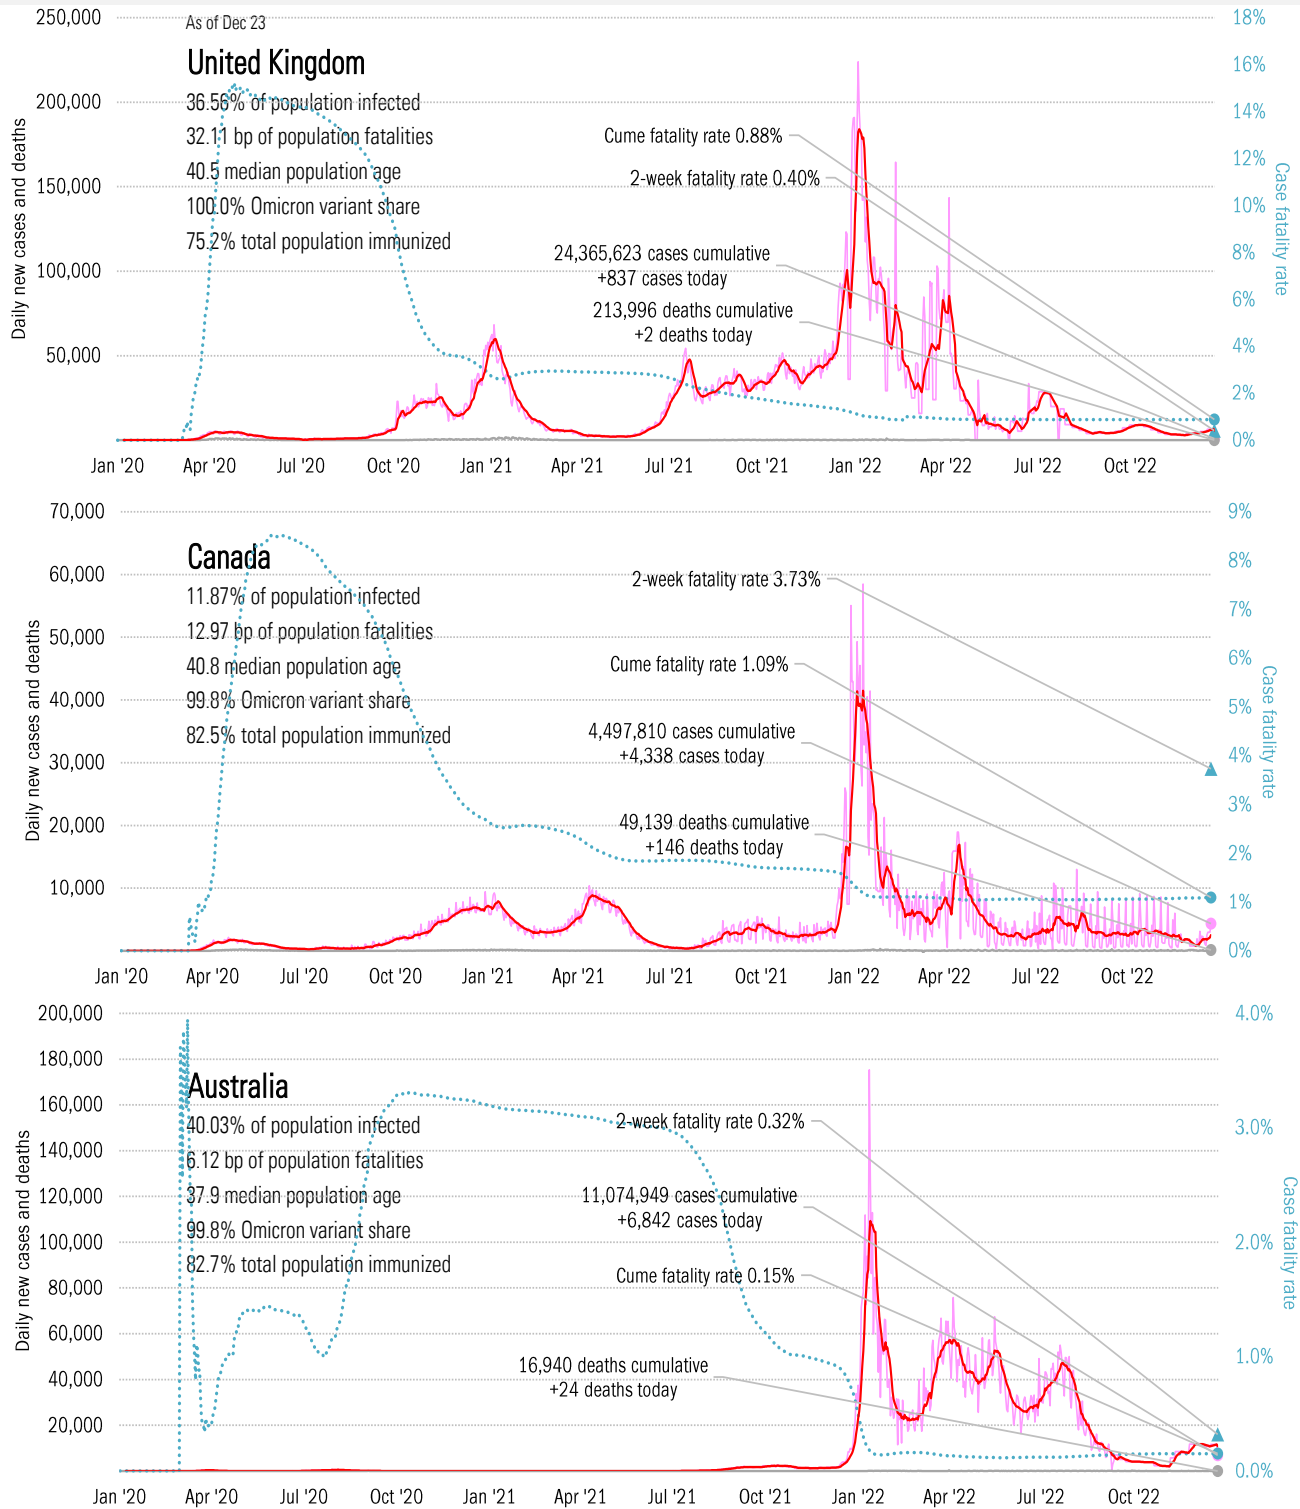 As of Dec 23
United Kingdom
36.56% of population infected
32.11 bp of population fatalities
40.5 median population age
100.0% Omicron variant share
75.2% total population immunized
Cume fatality rate 0.88%
2-week fatality rate 0.40%
24,365,623 cases cumulative
+837 cases today
213,996 deaths cumulative
+2 deaths today
Daily new cases and deaths
250,000
200,000
150,000
100,000
50,000
18%
16%
14%
12%
10%
8%
6%
4%
2%
0%
Case fatality rate
Jan '20 Apr '20 Jul '20 Oct '20 Jan '21 Apr '21 Jul '21 Oct '21 Jan '22 Apr '22 Jul '22 Oct '22
Canada
11.87% of population infected
12.97 bp of population fatalities
40.8 median population age
99.8% Omicron variant share
82.5% total population immunized
2-week fatality rate 3.73%
Cume fatality rate 1.09%
4,497,810 cases cumulative
+4,338 cases today
49,139 deaths cumulative
+146 deaths today
Daily new cases and deaths
70,000
60,000
50,000
40,000
30,000
20,000
10,000
9%
8%
7%
6%
5%
4%
3%
2%
1%
0%
Case fatality rate
Jan '20 Apr '20 Jul '20 Oct '20 Jan '21 Apr '21 Jul '21 Oct '21 Jan '22 Apr '22 Jul '22 Oct '22
Australia
40.03% of population infected
6.12 bp of population fatalities
37.9 median population age
99.8% Omicron variant share
82.7% total population immunized
2-week fatality rate 0.32%
11,074,949 cases cumulative
+6,842 cases today
Cume fatality rate 0.15%
16,940 deaths cumulative
+24 deaths today
Daily new cases and deaths
200,000
180,000
160,000
140,000
120,000
100,000
80,000
60,000
40,000
20,000
4.0%
3.0%
2.0%
1.0%
0.0%
Case fatality rate
Jan '20 Apr '20 Jul '20 Oct '20 Jan '21 Apr '21 Jul '21 Oct '21 Jan '22 Apr '22 Jul '22 Oct '22